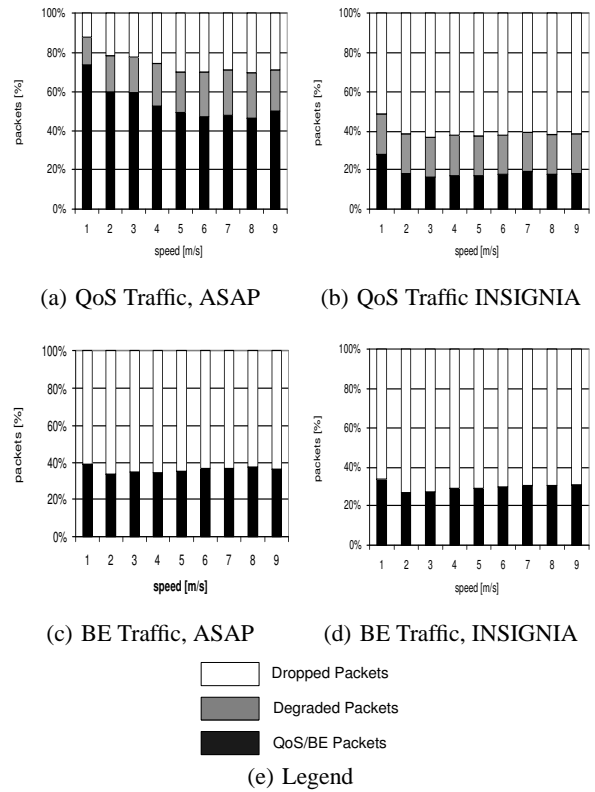 100%
80%
60%
40%
20%
0%
packets [%]
1 2 3 4 5 6 7 8 9
speed [m/s]
(a) QoS Traffic, ASAP
100%
80%
60%
40%
20%
0%
packets [%]
1 2 3 4 5 6 7 8 9
speed [m/s]
(b) QoS Traffic INSIGNIA
100%
80%
60%
40%
20%
0%
packets [%]
1 2 3 4 5 6 7 8 9
speed [m/s]
(c) BE Traffic, ASAP
100%
80%
60%
40%
20%
0%
packets [%]
1 2 3 4 5 6 7 8 9
speed [m/s]
(d) BE Traffic, INSIGNIA
Dropped Packets
Degraded Packets
QoS/BE Packets
(e) Legend